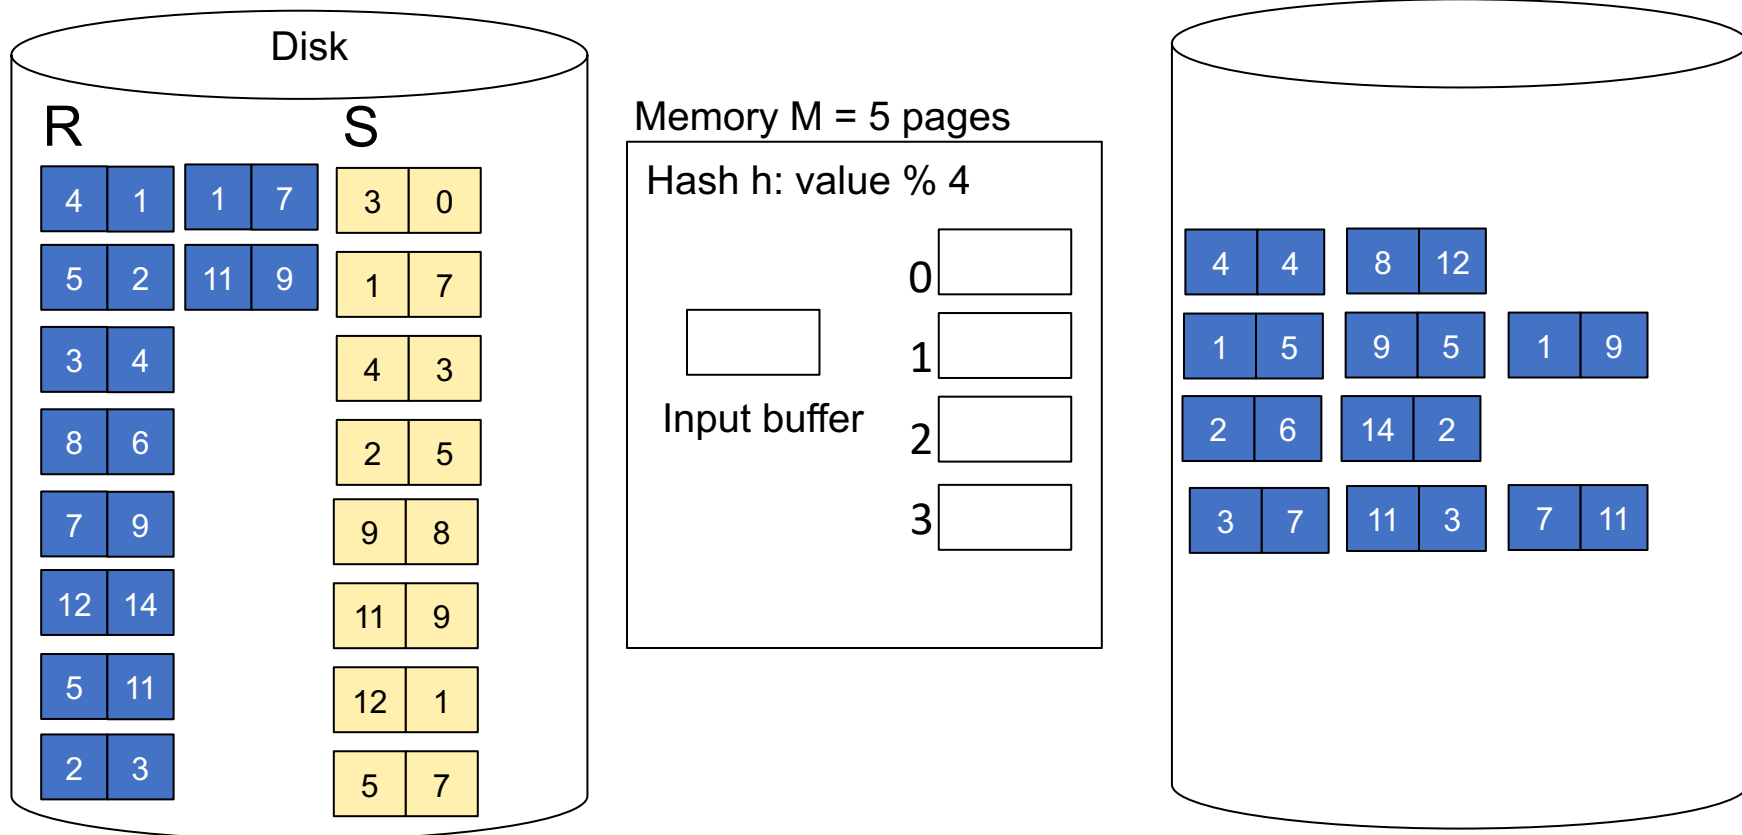 Disk
R S
Memory M = 5 pages
Hash h: value % 4
4 1 1 7 3 0
5 2 11 9 1 7
3 4 4 3
8 6 2 5
7 9 9 8
12 14 11 9
5 11 12 1
2 3 5 7
Input buffer
0
1
2
3
4 4 8 12
1 5 9 5 1 9
2 6 14 2
3 7 11 3 7 11